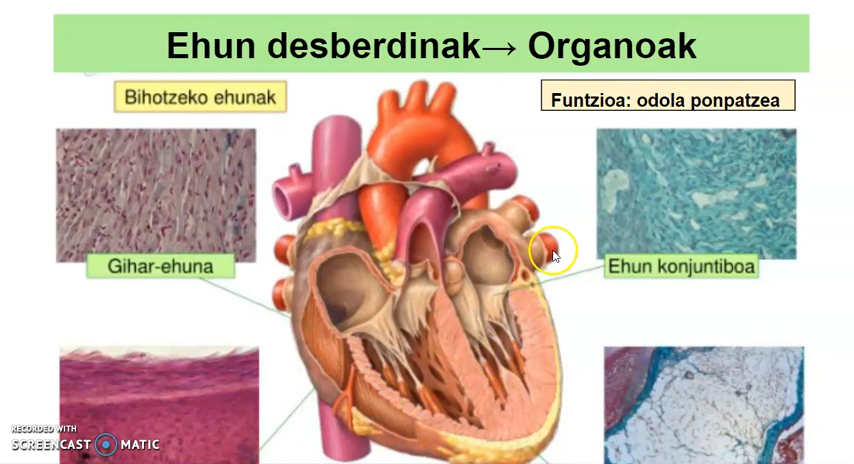 Ehun desberdinak→ Organoak
Bihotzeko ehunak
Funtzioa: odola ponpatzea
Gihar-ehuna
Ehun konjuntiboa
RECORDED WITH
SCREENCAST MATIC